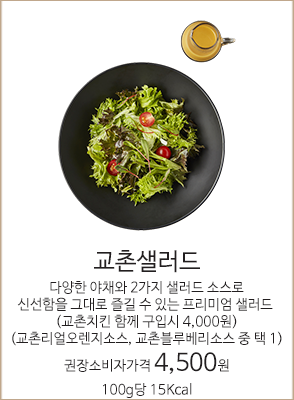 교촌샐러드
다양한 야채와 2가지 샐러드 소스로
신선함을 그대로 즐길 수 있는 프리미엄 샐러드
(교촌치킨 함께 구입시 4,000원)
(교촌리얼오렌지소스, 교촌블루베리소스 중 택 1)
권장소비자가격 4,500원
100g당 15Kcal